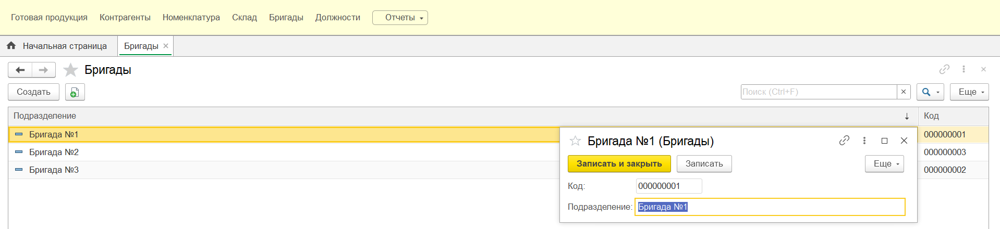 Готовая продукция Контрагенты Номенклатура Склад Бригады Должности Отчеты
Начальная страница Бригады
Бригады
Создать Поиск (Ctrl+F) Еще
Подразделение Код
Бригада №1 000000001
Бригада №2 000000003
Бригада №3 000000002
Бригада №1 (Бригады)
Записать и закрыть Записать Еще
Код: 000000001
Подразделение: Бригада №1